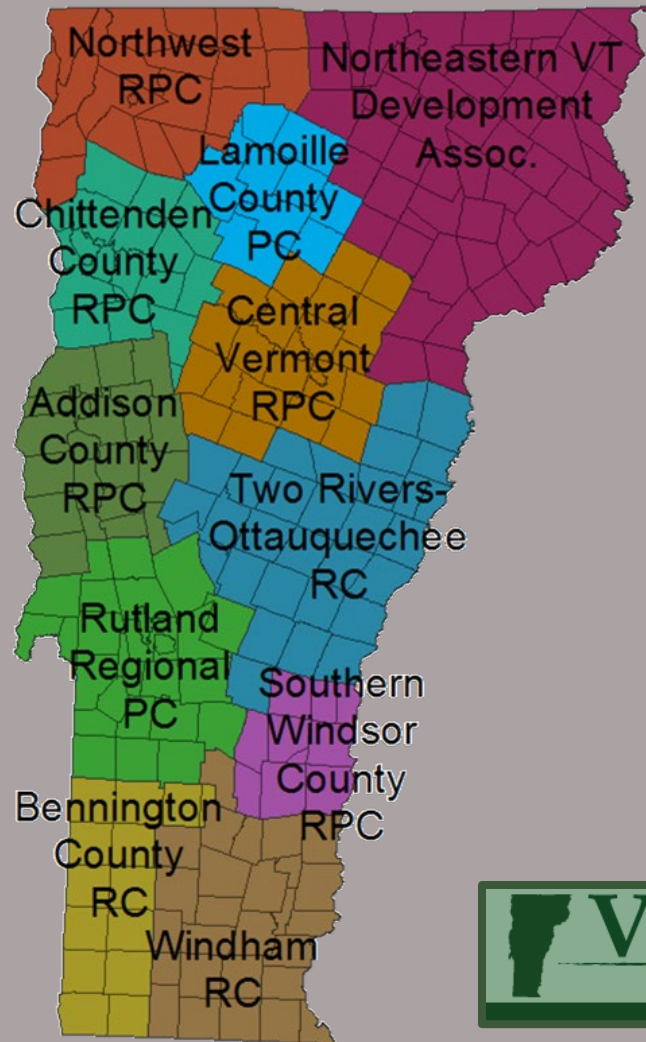 Northwest
RPC
Northeastern VT
Development
Assoc.
Lamoille
County
PC
Chittenden
County
RPC
Central
Vermont
RPC
Addison
County
RPC
Two Rivers-
Ottauquechee
RC
Rutland
Regional
PC
Southern
Windsor
County
RPC
Bennington
County
RC
Windham
RC
V